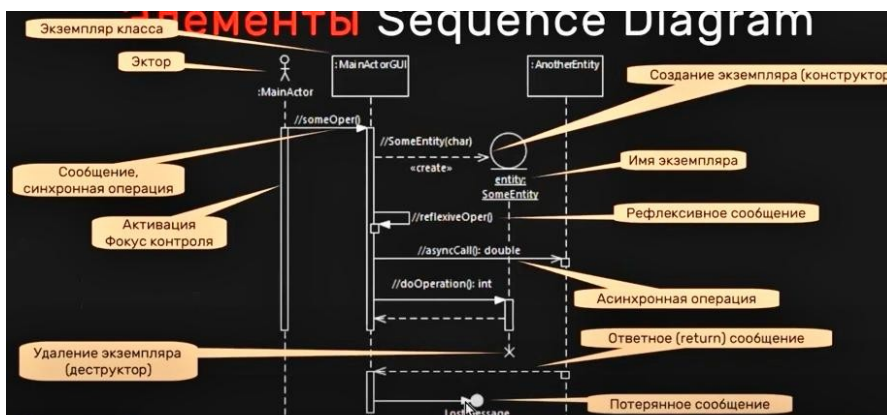 Элементы Sequence Diagram
Экземпляр класса
Эктор
:MainActor
:MainActorGUI
:AnotherEntity
Создание экземпляра (конструктор
//someOper()
//SomeEntity(char)
«create»
Имя экземпляра
entity:
SomeEntity
Сообщение,
синхронная операция
Активация
Фокус контроля
//reflexiveOper()
Рефлексивное сообщение
//asyncCall(): double
Асинхронная операция
//doOperation(): int
Ответное (return) сообщение
Удаление экземпляра
(деструктор)
Потерянное сообщение
Lost message